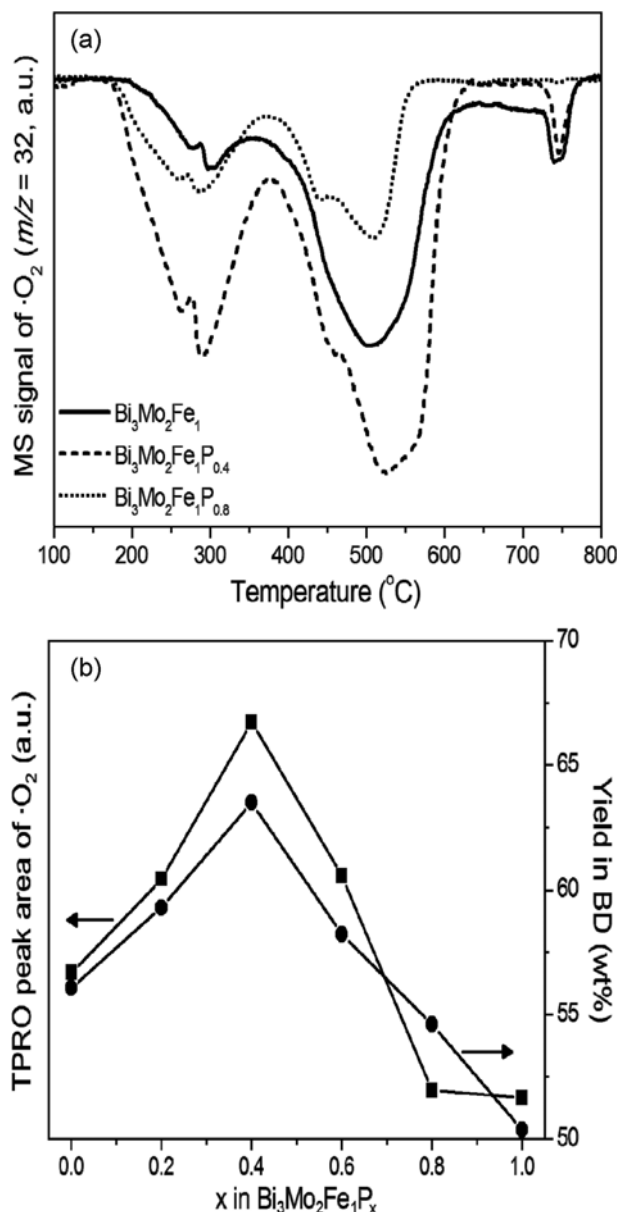 (a)
MS signal of ·O₂ (m/z = 32, a.u.)
Bi₃Mo₂Fe₁
Bi₃Mo₂Fe₁P₀.₄
Bi₃Mo₂Fe₁P₀.₈
100 200 300 400 500 600 700 800
Temperature (°C)
(b)
TPRO peak area of ·O₂ (a.u.)
70
65
60
55
50
Yield in BD (wt%)
0.0 0.2 0.4 0.6 0.8 1.0
x in Bi₃Mo₂Fe₁Pₓ